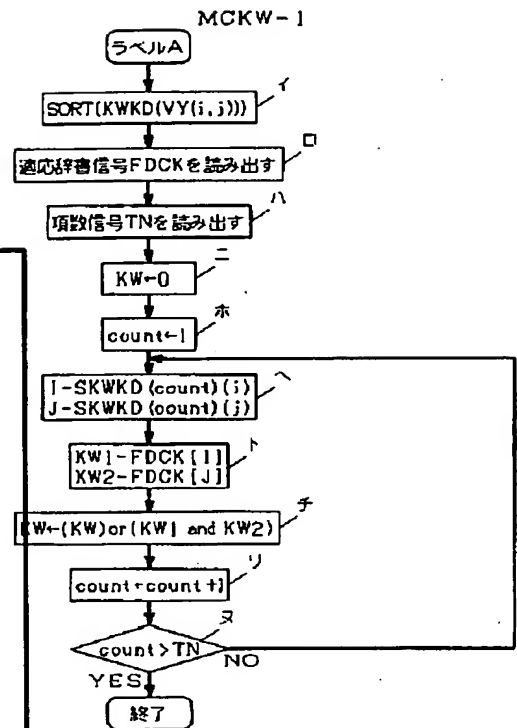 MCKW-1
ラベルA
イ
SORT(KWKD(VY(i,j)))
ロ
適応辞書信号FDCKを読み出す
ハ
項数信号TNを読み出す
ニ
KW←0
ホ
count←1
ヘ
I←SKWKD(count)(i)
J←SKWKD(count)(j)
ト
KW1←FDCK[I]
KW2←FDCK[J]
チ
KW←(KW)or(KW1 and KW2)
リ
count←count+1
ヌ
count>TN
NO
YES
終了